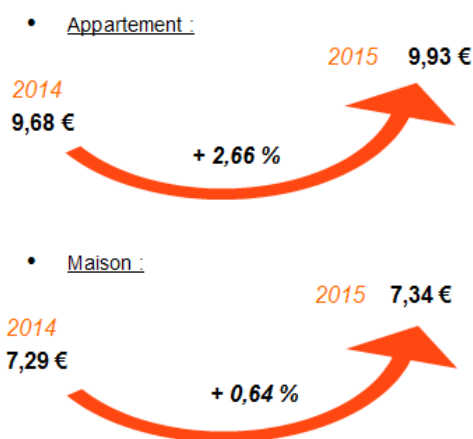 • Appartement :
2015 9,93 €
2014
9,68 €
+ 2,66 %
• Maison :
2015 7,34 €
2014
7,29 €
+ 0,64 %